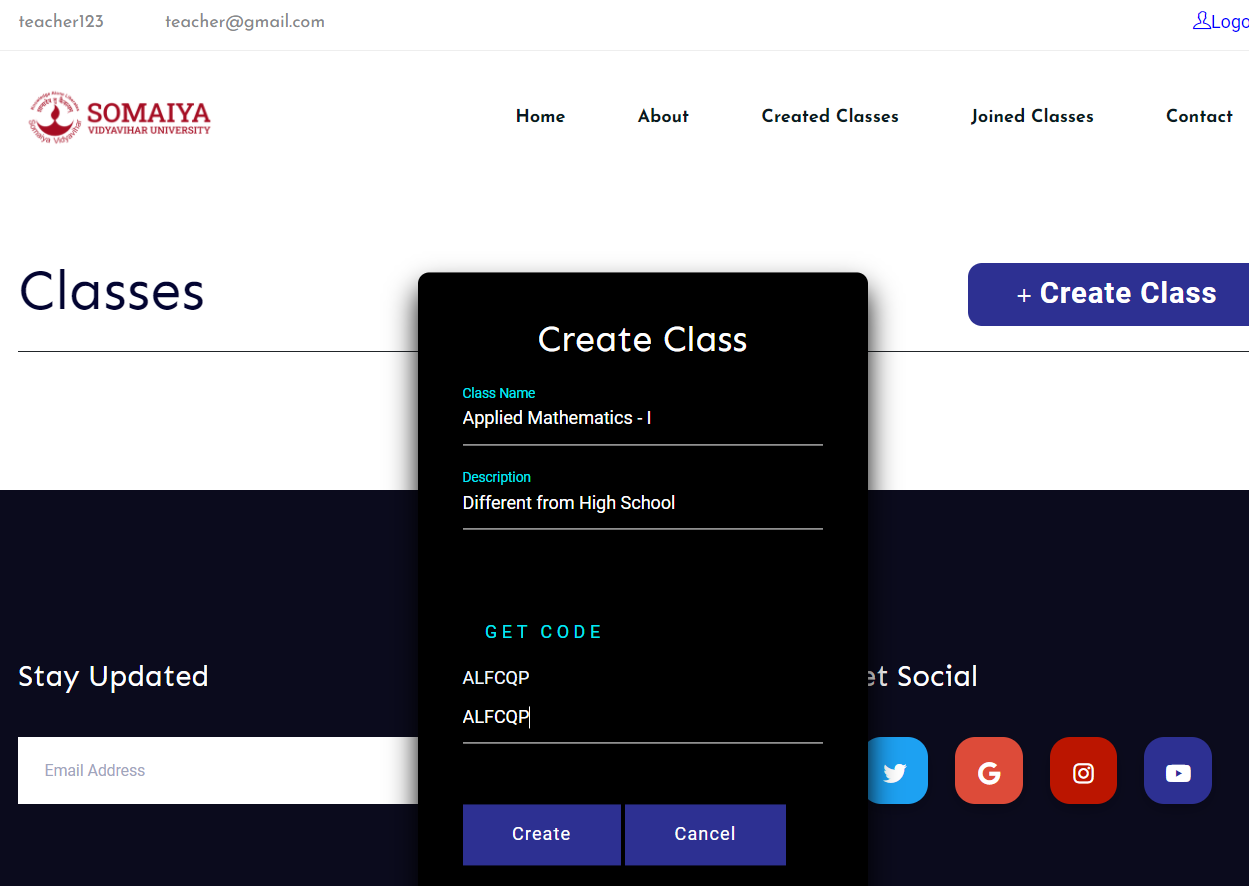 teacher123 teacher@gmail.com Logo
SOMAIYA
VIDYAVIHAR UNIVERSITY
Somaiya Vidyavihar
Home About Created Classes Joined Classes Contact
Classes
+ Create Class
Create Class
Class Name
Applied Mathematics - I
Description
Different from High School
GET CODE
ALFCQP
ALFCQP
Stay Updated
et Social
Email Address
Create Cancel